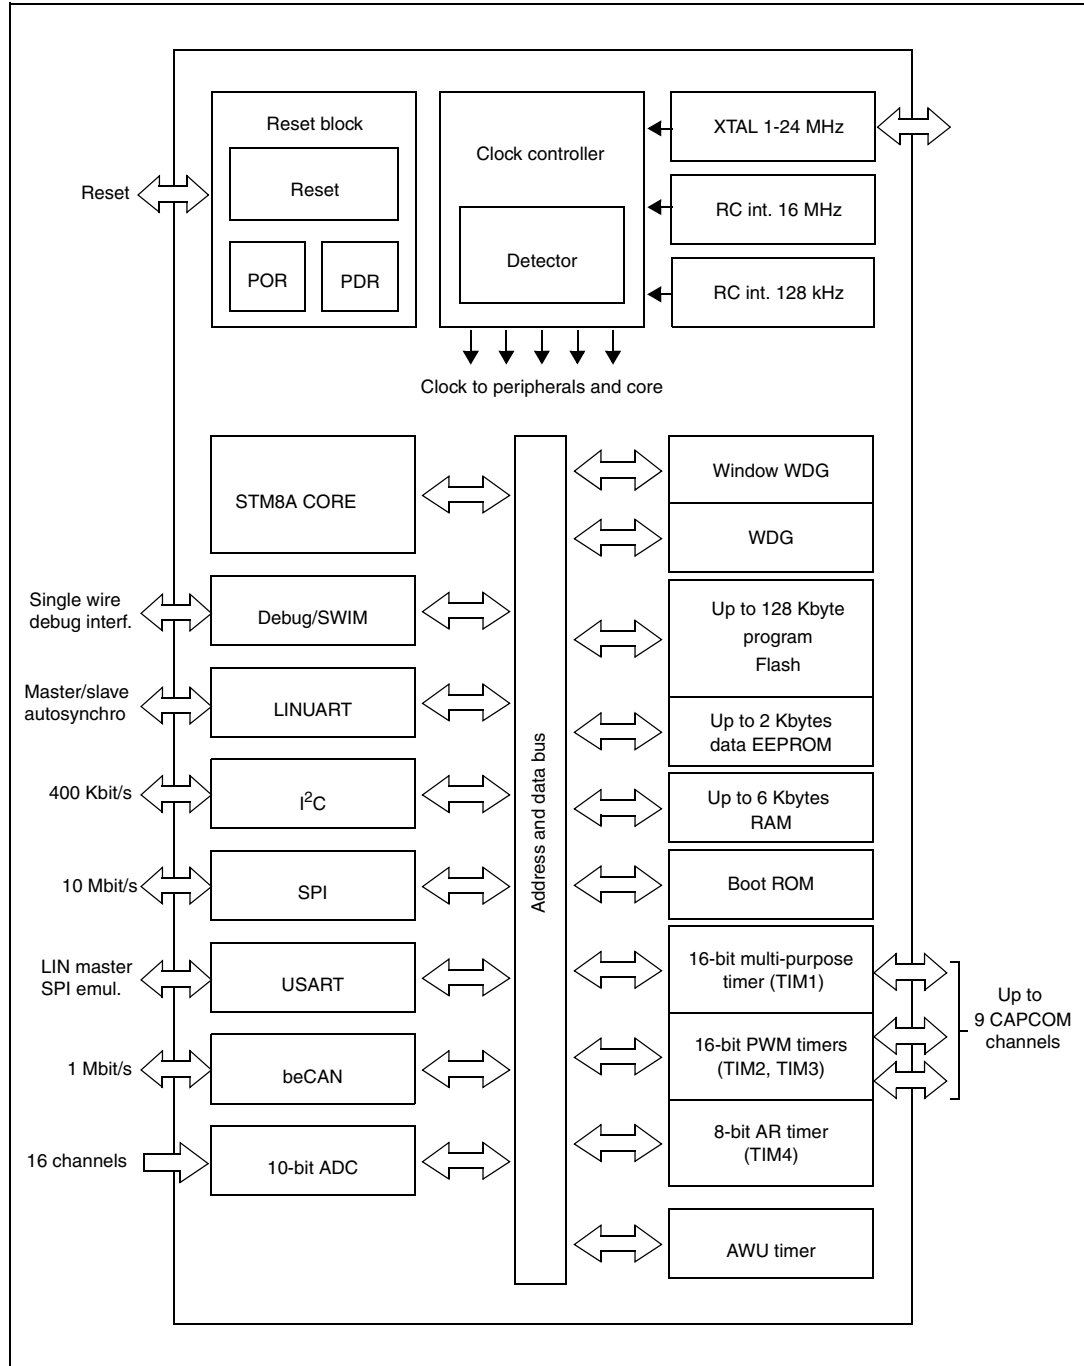 Reset block
Reset
POR
PDR
Reset
Clock controller
Detector
XTAL 1-24 MHz
RC int. 16 MHz
RC int. 128 kHz
Clock to peripherals and core
STM8A CORE
Single wire
debug interf.
Debug/SWIM
Master/slave
autosynchro
LINUART
400 Kbit/s
I²C
10 Mbit/s
SPI
LIN master
SPI emul.
USART
1 Mbit/s
beCAN
16 channels
10-bit ADC
Address and data bus
Window WDG
WDG
Up to 128 Kbyte
program
Flash
Up to 2 Kbytes
data EEPROM
Up to 6 Kbytes
RAM
Boot ROM
16-bit multi-purpose
timer (TIM1)
16-bit PWM timers
(TIM2, TIM3)
8-bit AR timer
(TIM4)
AWU timer
Up to
9 CAPCOM
channels